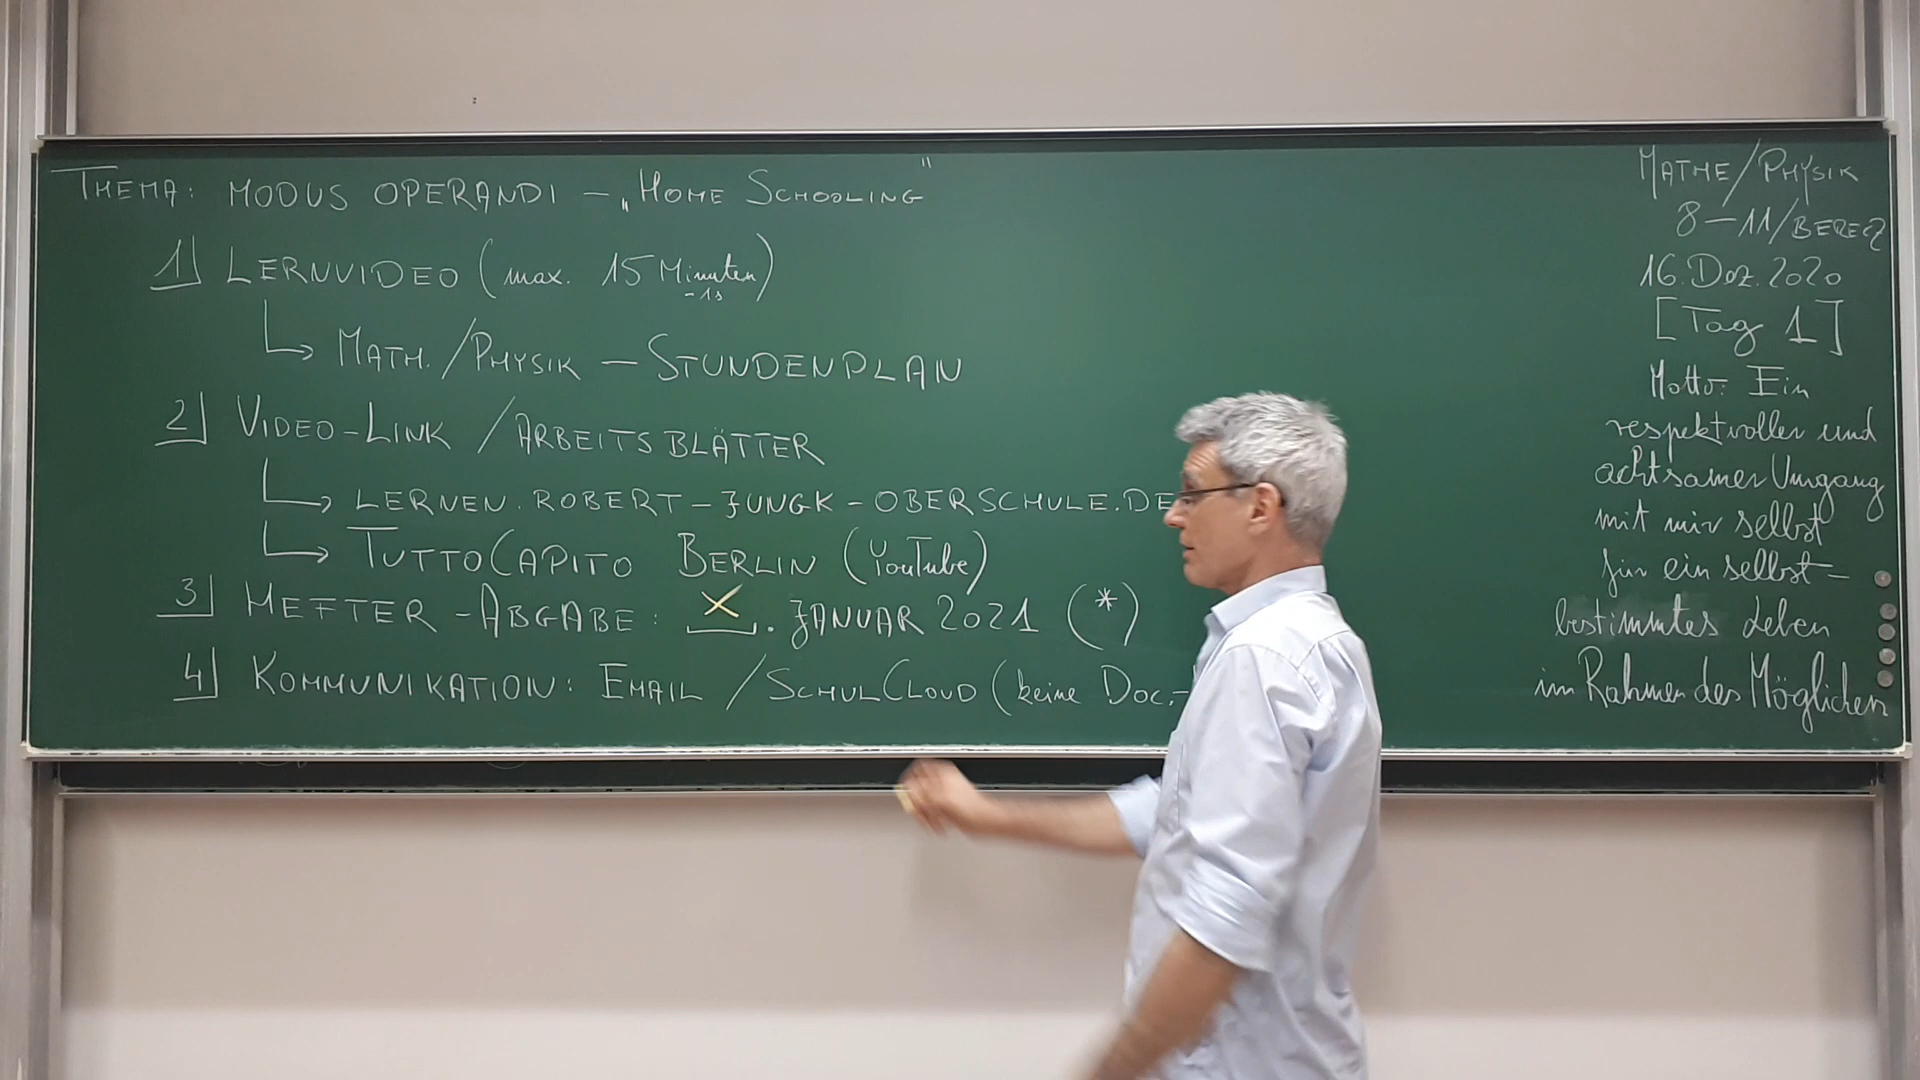 THEMA: MODUS OPERANDI – „HOME SCHOOLING"
1) LERNVIDEO (max. 15 Minuten)
-1s
MATH./PHYSIK – STUNDENPLAN
2) VIDEO-LINK / ARBEITSBLÄTTER
LERNEN.ROBERT-JUNGK-OBERSCHULE.DE
TUTTOCAPITO BERLIN (YouTube)
3) HEFTER-ABGABE: X. JANUAR 2021 (*)
4) KOMMUNIKATION: EMAIL / SCHULCLOUD (keine Doc.-
MATHE/PHYSIK
8–11/BERECZ
16. Dez. 2020
[Tag 1]
Motto: Ein
respektvoller und
achtsamer Umgang
mit mir selbst
für ein selbst-
bestimmtes Leben
im Rahmen des Möglichen